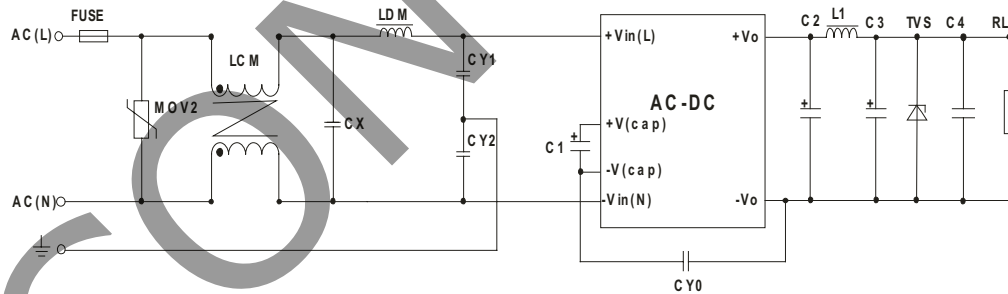 FUSE
LDM
C2
L1
C3
TVS
C4
RL
AC(L)
+Vin(L)
+Vo
LCM
CY1
MOV2
AC-DC
CX
+V(cap)
CY2
C1
-V(cap)
AC(N)
-Vin(N)
-Vo
CY0